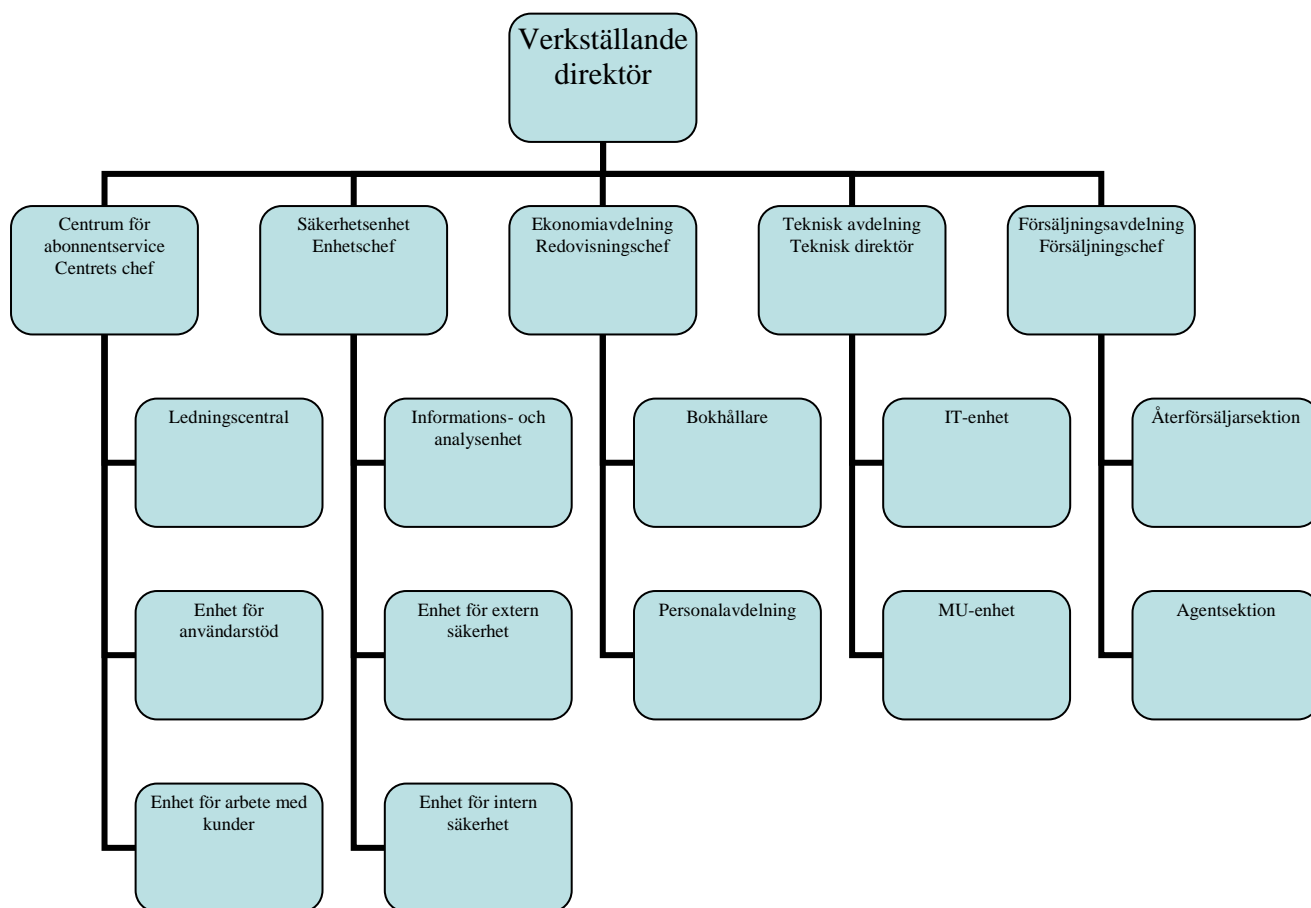 Verkställande
direktör
Centrum för
abonnentservice
Centrets chef
Säkerhetsenhet
Enhetschef
Ekonomiavdelning
Redovisningschef
Teknisk avdelning
Teknisk direktör
Försäljningsavdelning
Försäljningschef
Ledningscentral
Informations- och
analysenhet
Bokhållare
IT-enhet
Återförsäljarsektion
Enhet för
användarstöd
Enhet för extern
säkerhet
Personalavdelning
MU-enhet
Agentsektion
Enhet för arbete med
kunder
Enhet för intern
säkerhet